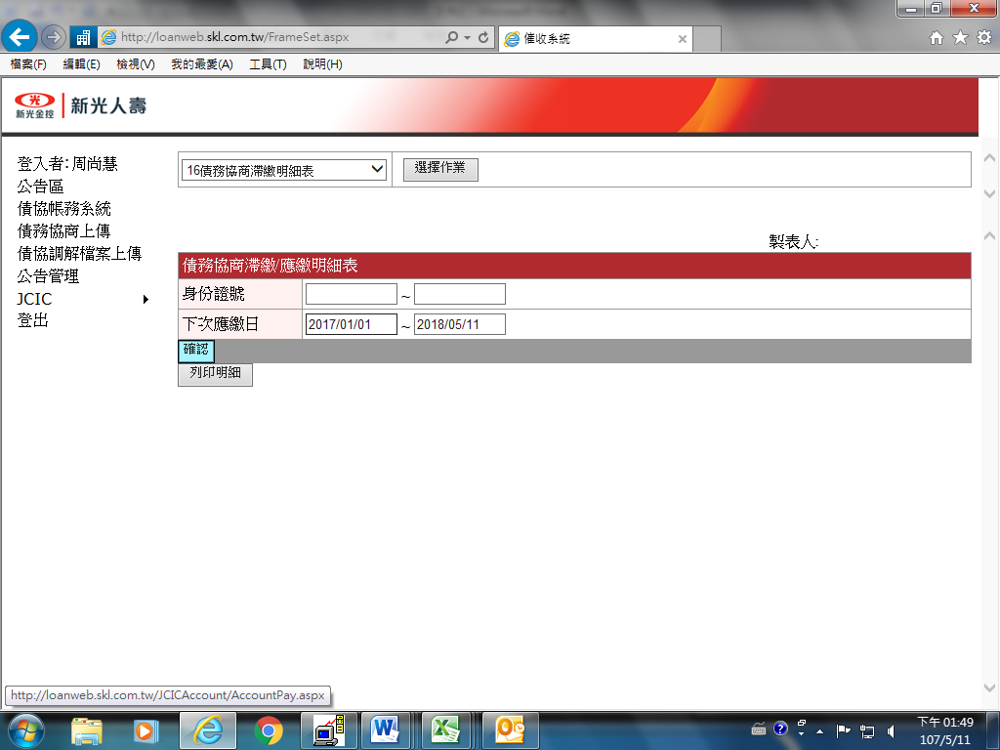 http://loanweb.skl.com.tw/FrameSet.aspx
催收系統
檔案(F) 編輯(E) 檢視(V) 我的最愛(A) 工具(T) 說明(H)
光
新光金控
新光人壽
登入者: 周尚慧
公告區
債協帳務系統
債務協商上傳
債協調解檔案上傳
公告管理
JCIC
登出
16債務協商滯繳明細表
選擇作業
製表人:
債務協商滯繳/應繳明細表
身份證號 ~
下次應繳日 2017/01/01 ~ 2018/05/11
確認
列印明細
http://loanweb.skl.com.tw/JCICAccount/AccountPay.aspx
下午 01:49
107/5/11